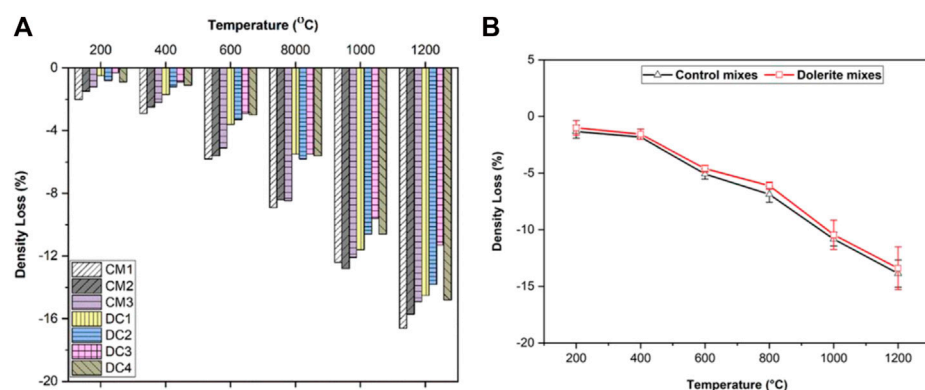 A
Temperature (°C)
200 400 600 8000 1000 1200
0
-4
-8
-12
-16
-20
Density Loss (%)
CM1
CM2
CM3
DC1
DC2
DC3
DC4
B
Control mixes Dolerite mixes
5
0
-5
-10
-15
Density Loss (%)
200 400 600 800 1000 1200
Temperature (°C)